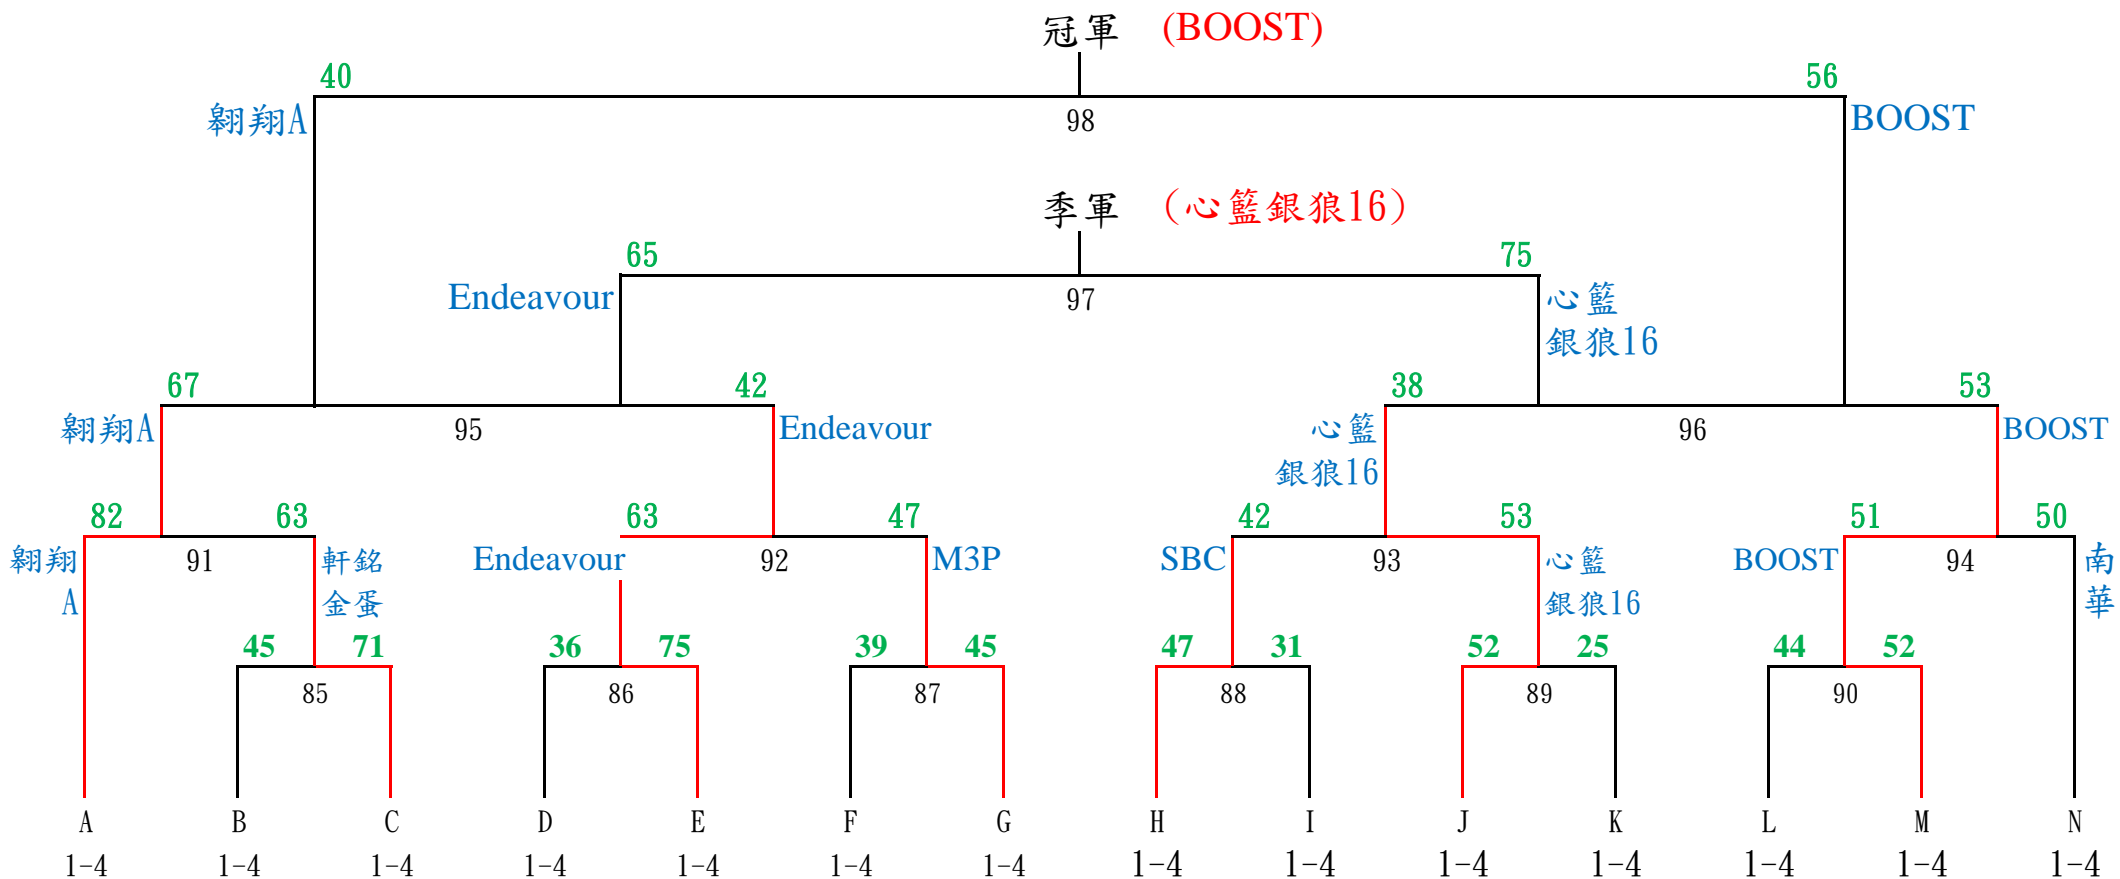 冠軍 (BOOST)
40 56
翱翔A 98 BOOST
季軍 (心籃銀狼16)
65 75
Endeavour 97 心籃
銀狼16
67 42 38 53
翱翔A 95 Endeavour 心籃 96 BOOST
銀狼16
82 63 63 47 42 53 51 50
翱翔 91 軒銘 Endeavour 92 M3P SBC 93 心籃 BOOST 94 南
A 金蛋 銀狼16 華
45 71 36 75 39 45 47 31 52 25 44 52
85 86 87 88 89 90
A B C D E F G H I J K L M N
1-4 1-4 1-4 1-4 1-4 1-4 1-4 1-4 1-4 1-4 1-4 1-4 1-4 1-4